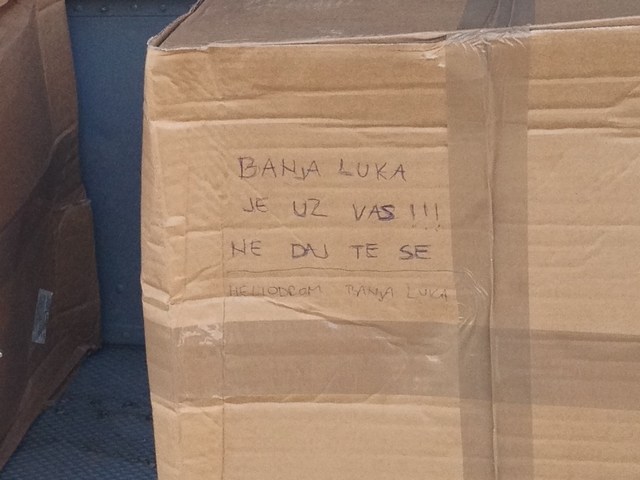 BANJA LUKA
JE UZ VAS !!!
NE DAJ TE SE
HELIODROM BANJA LUKA